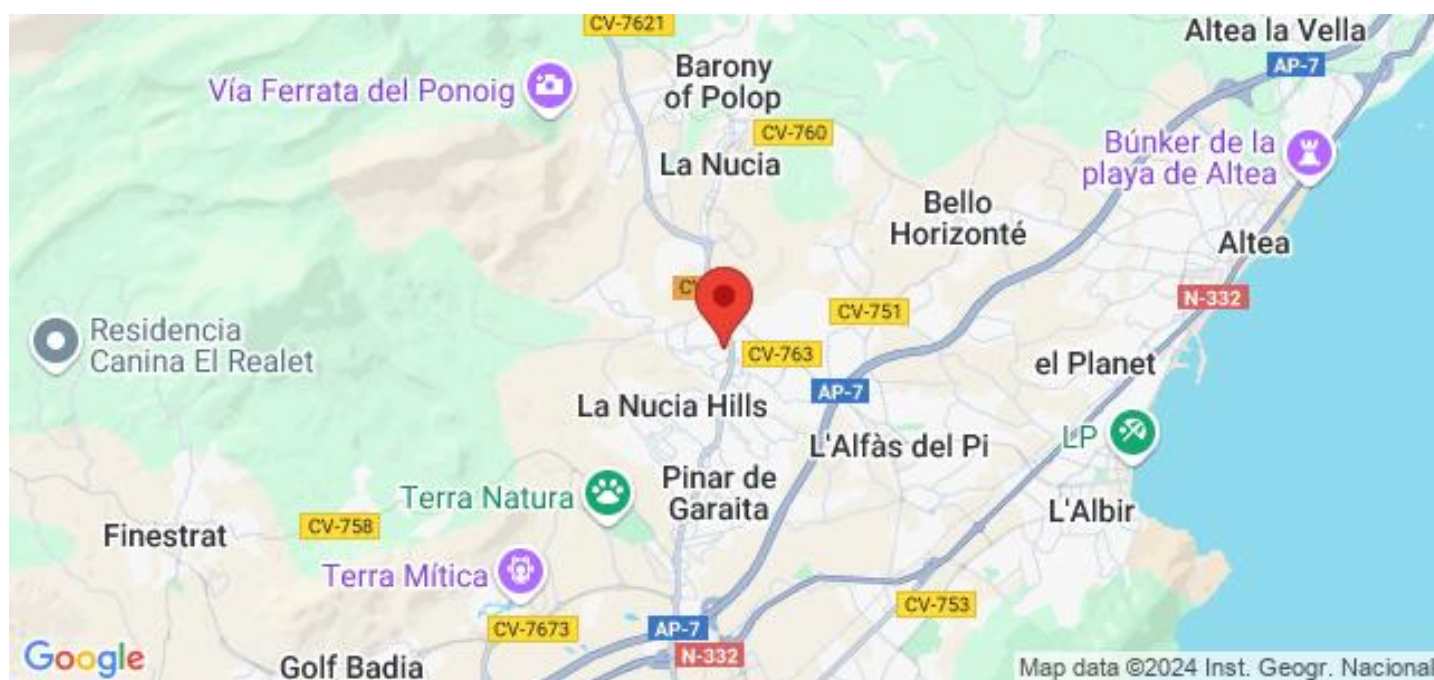 CV-7621
Altea la Vella
Barony
of Polop
AP-7
Vía Ferrata del Ponoig
CV-760
Búnker de la
playa de Altea
La Nucia
Bello
Horizonté
Altea
N-332
CV-751
Residencia
Canina El Realet
CV-763
el Planet
AP-7
La Nucia Hills
L'Alfàs del Pi
LP
Pinar de
Garaita
Terra Natura
L'Albir
CV-758
Finestrat
Terra Mítica
CV-753
CV-7673
AP-7
N-332
Google
Golf Badia
Map data ©2024 Inst. Geogr. Nacional